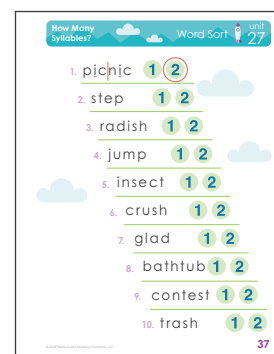 How Many
Syllables?
Word Sort
unit
27
1. picnic 1 2
2. step 1 2
3. radish 1 2
4. jump 1 2
5. insect 1 2
6. crush 1 2
7. glad 1 2
8. bathtub 1 2
9. contest 1 2
10. trash 1 2
37